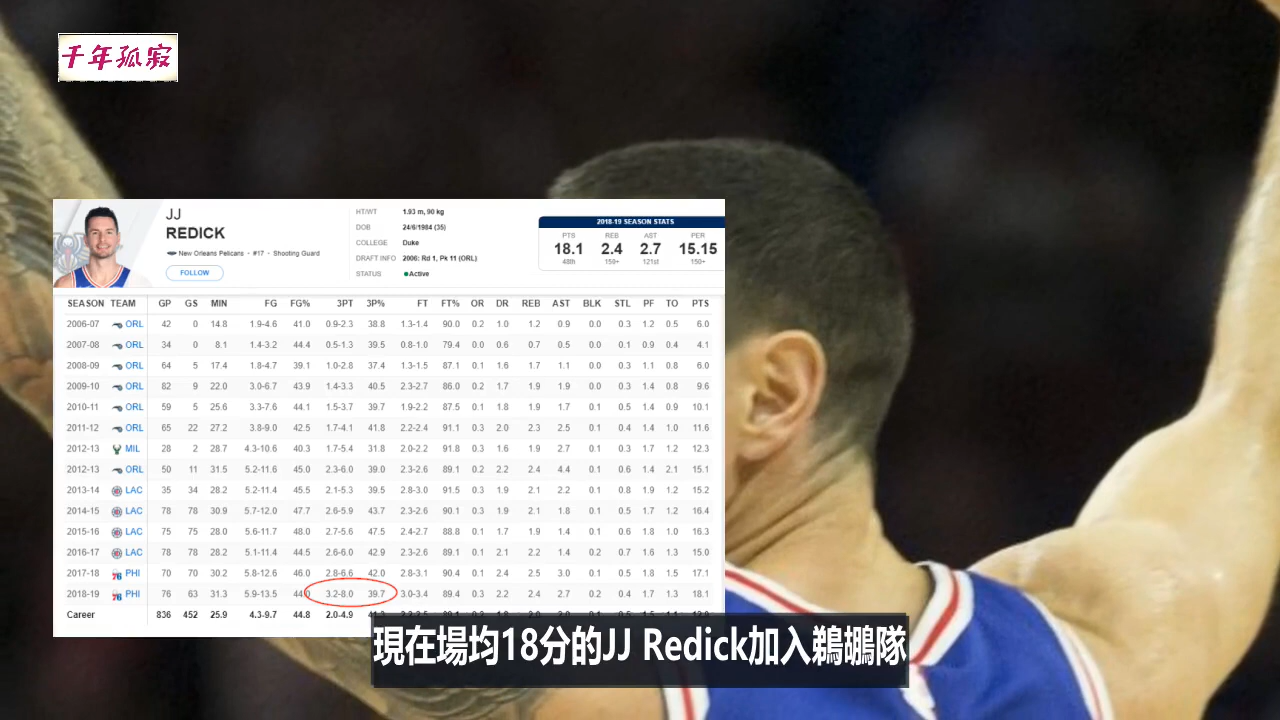 千年孤寂
JJ
REDICK
New Orleans Pelicans • #17 • Shooting Guard
FOLLOW
HT/WT 1.93 m, 90 kg
DOB 24/6/1984 (35)
COLLEGE Duke
DRAFT INFO 2006: Rd 1, Pk 11 (ORL)
STATUS Active
2018-19 SEASON STATS
PTS REB AST PER
18.1 2.4 2.7 15.15
48th 150+ 121st 150+
SEASON TEAM GP GS MIN FG FG% 3PT 3P% FT FT% OR DR REB AST BLK STL PF TO PTS
2006-07 ORL 42 0 14.8 1.9-4.6 41.0 0.9-2.3 38.8 1.3-1.4 90.0 0.2 1.0 1.2 0.9 0.0 0.3 1.2 0.5 6.0
2007-08 ORL 34 0 8.1 1.4-3.2 44.4 0.5-1.3 39.5 0.8-1.0 79.4 0.0 0.6 0.7 0.5 0.0 0.1 0.9 0.4 4.1
2008-09 ORL 64 5 17.4 1.8-4.7 39.1 1.0-2.8 37.4 1.3-1.5 87.1 0.1 1.6 1.7 1.1 0.0 0.3 1.1 0.8 6.0
2009-10 ORL 82 9 22.0 3.0-6.7 43.9 1.4-3.3 40.5 2.3-2.7 86.0 0.2 1.7 1.9 1.9 0.0 0.3 1.4 0.8 9.6
2010-11 ORL 59 5 25.6 3.3-7.6 44.1 1.5-3.7 39.7 1.9-2.2 87.5 0.1 1.8 1.9 1.7 0.1 0.5 1.4 0.9 10.1
2011-12 ORL 65 22 27.2 3.8-9.0 42.5 1.7-4.1 41.8 2.2-2.4 91.1 0.3 2.0 2.3 2.5 0.1 0.4 1.4 1.0 11.6
2012-13 MIL 28 2 28.7 4.3-10.6 40.3 1.7-5.4 31.8 2.0-2.2 91.8 0.3 1.6 1.9 2.7 0.1 0.3 1.7 1.2 12.3
2012-13 ORL 50 11 31.5 5.2-11.6 45.0 2.3-6.0 39.0 2.3-2.6 89.1 0.2 2.2 2.4 4.4 0.1 0.6 1.4 2.1 15.1
2013-14 LAC 35 34 28.2 5.2-11.4 45.5 2.1-5.3 39.5 2.8-3.0 91.5 0.3 1.9 2.1 2.2 0.1 0.8 1.9 1.2 15.2
2014-15 LAC 78 78 30.9 5.7-12.0 47.7 2.6-5.9 43.7 2.3-2.6 90.1 0.3 1.9 2.1 1.8 0.1 0.5 1.7 1.2 16.4
2015-16 LAC 75 75 28.0 5.6-11.7 48.0 2.7-5.6 47.5 2.4-2.7 88.8 0.1 1.7 1.9 1.4 0.1 0.6 1.8 1.0 16.3
2016-17 LAC 78 78 28.2 5.1-11.4 44.5 2.6-6.0 42.9 2.3-2.6 89.1 0.1 2.1 2.2 1.4 0.2 0.7 1.6 1.3 15.0
2017-18 PHI 70 70 30.2 5.8-12.6 46.0 2.8-6.6 42.0 2.8-3.1 90.4 0.1 2.4 2.5 3.0 0.1 0.5 1.8 1.5 17.1
2018-19 PHI 76 63 31.3 5.9-13.5 44.0 3.2-8.0 39.7 3.0-3.4 89.4 0.3 2.2 2.4 2.7 0.2 0.4 1.7 1.3 18.1
Career 836 452 25.9 4.3-9.7 44.8 2.0-4.9
現在場均18分的JJ Redick加入鵜鶘隊